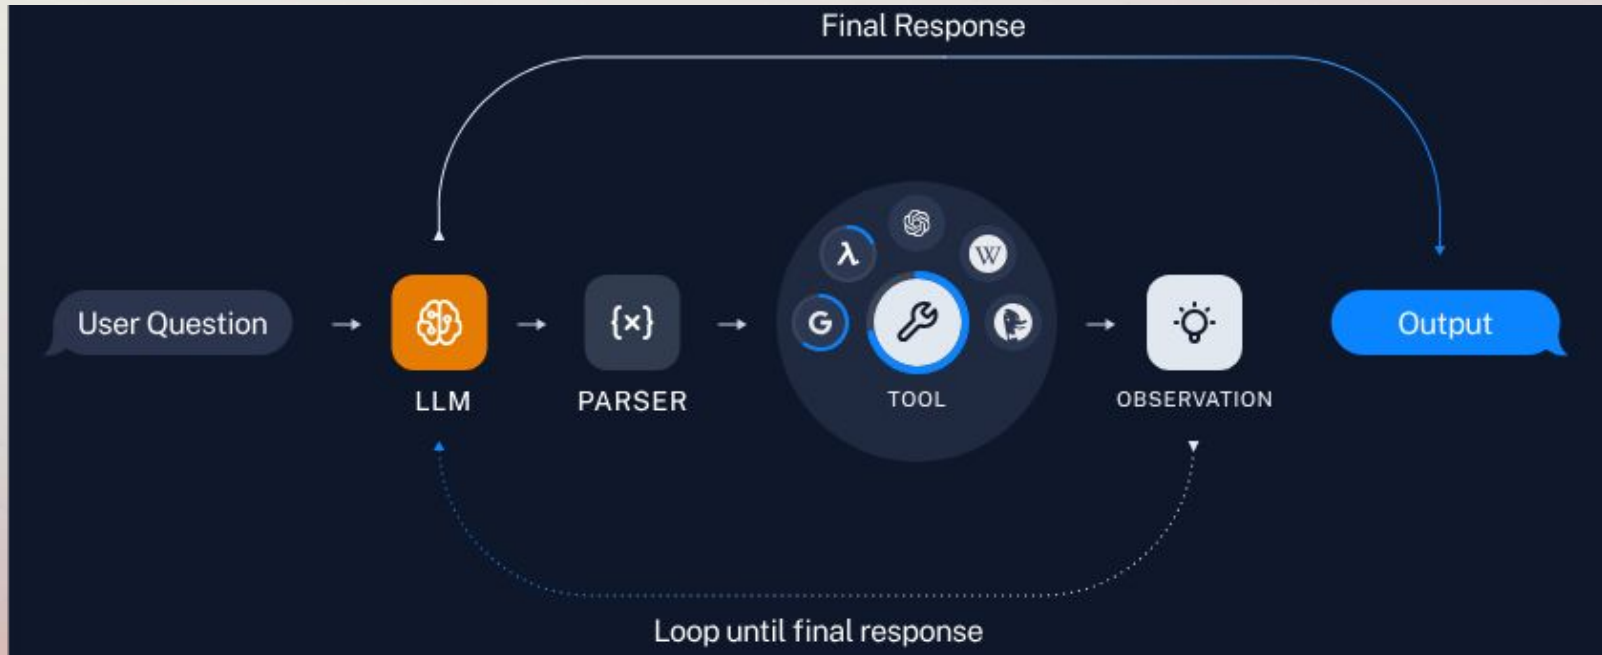 Final Response
User Question
{x}
λ
G
W
Output
LLM
PARSER
TOOL
OBSERVATION
Loop until final response